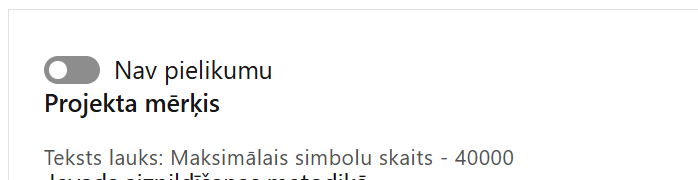 Nav pielikumu
Projekta mērķis
Teksts lauks: Maksimālais simbolu skaits - 40000